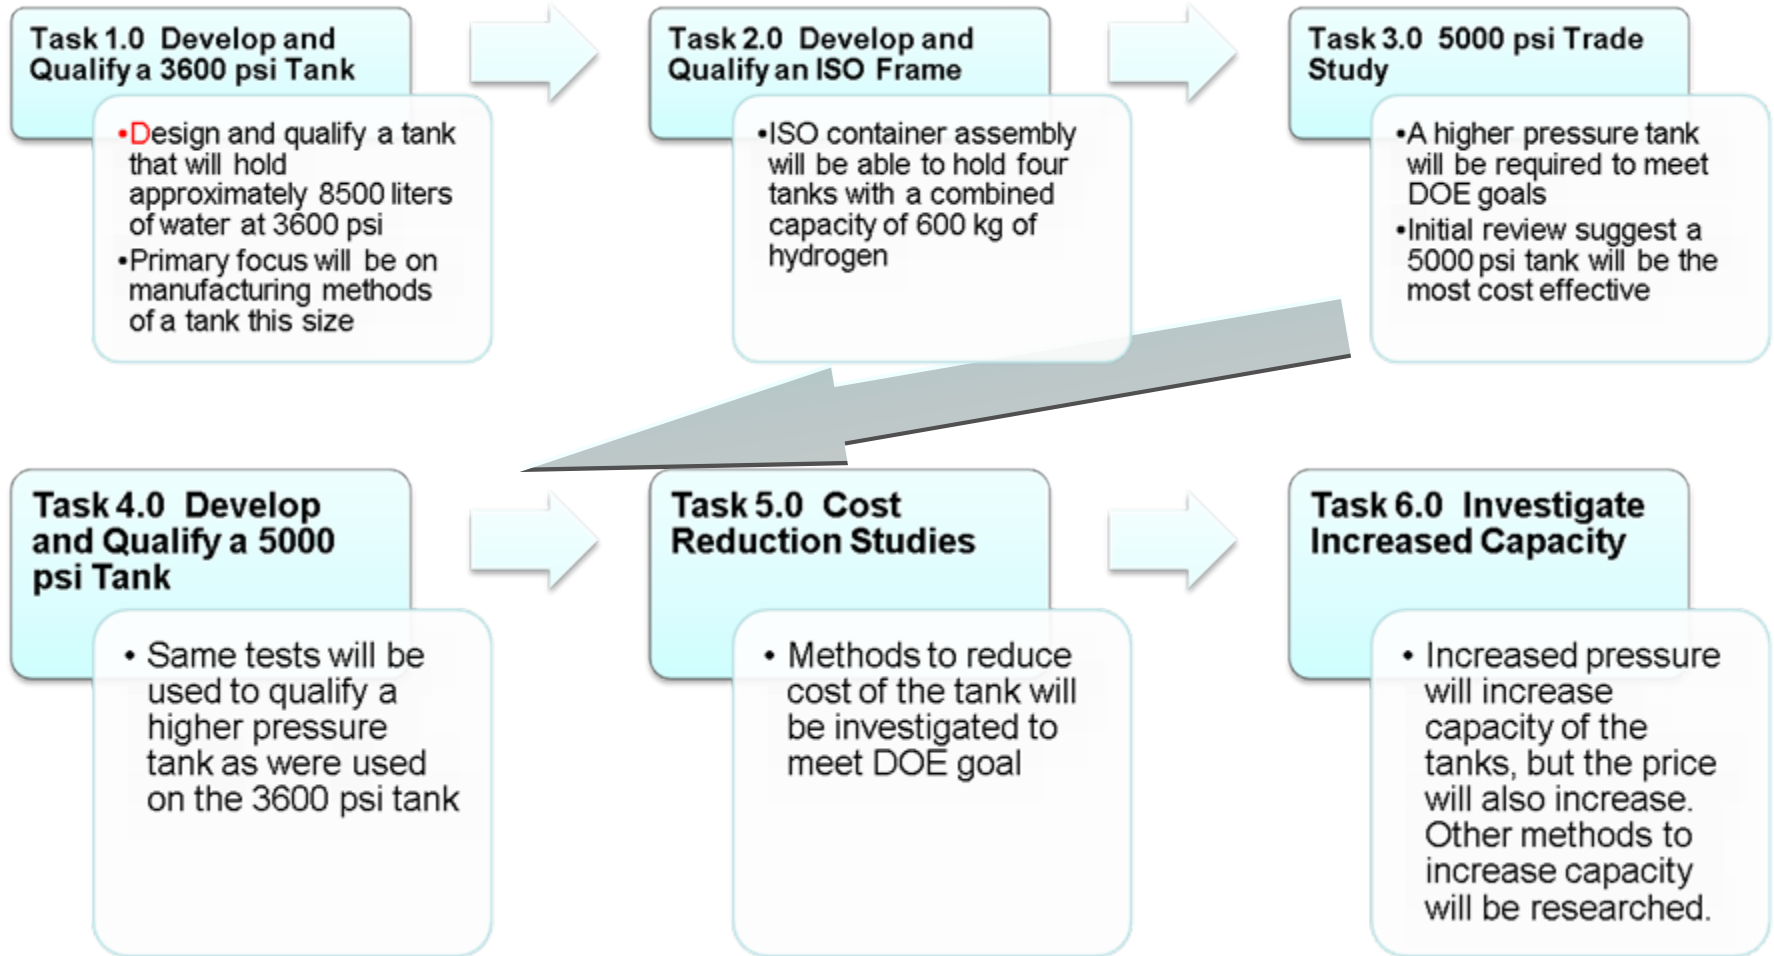 Task 1.0 Develop and
Qualify a 3600 psi Tank
•Design and qualify a tank
that will hold
approximately 8500 liters
of water at 3600 psi
•Primary focus will be on
manufacturing methods
of a tank this size
Task 2.0 Develop and
Qualify an ISO Frame
•ISO container assembly
will be able to hold four
tanks with a combined
capacity of 600 kg of
hydrogen
Task 3.0 5000 psi Trade
Study
•A higher pressure tank
will be required to meet
DOE goals
•Initial review suggest a
5000 psi tank will be the
most cost effective
Task 4.0 Develop
and Qualify a 5000
psi Tank
• Same tests will be
used to qualify a
higher pressure
tank as were used
on the 3600 psi tank
Task 5.0 Cost
Reduction Studies
• Methods to reduce
cost of the tank will
be investigated to
meet DOE goal
Task 6.0 Investigate
Increased Capacity
• Increased pressure
will increase
capacity of the
tanks, but the price
will also increase.
Other methods to
increase capacity
will be researched.